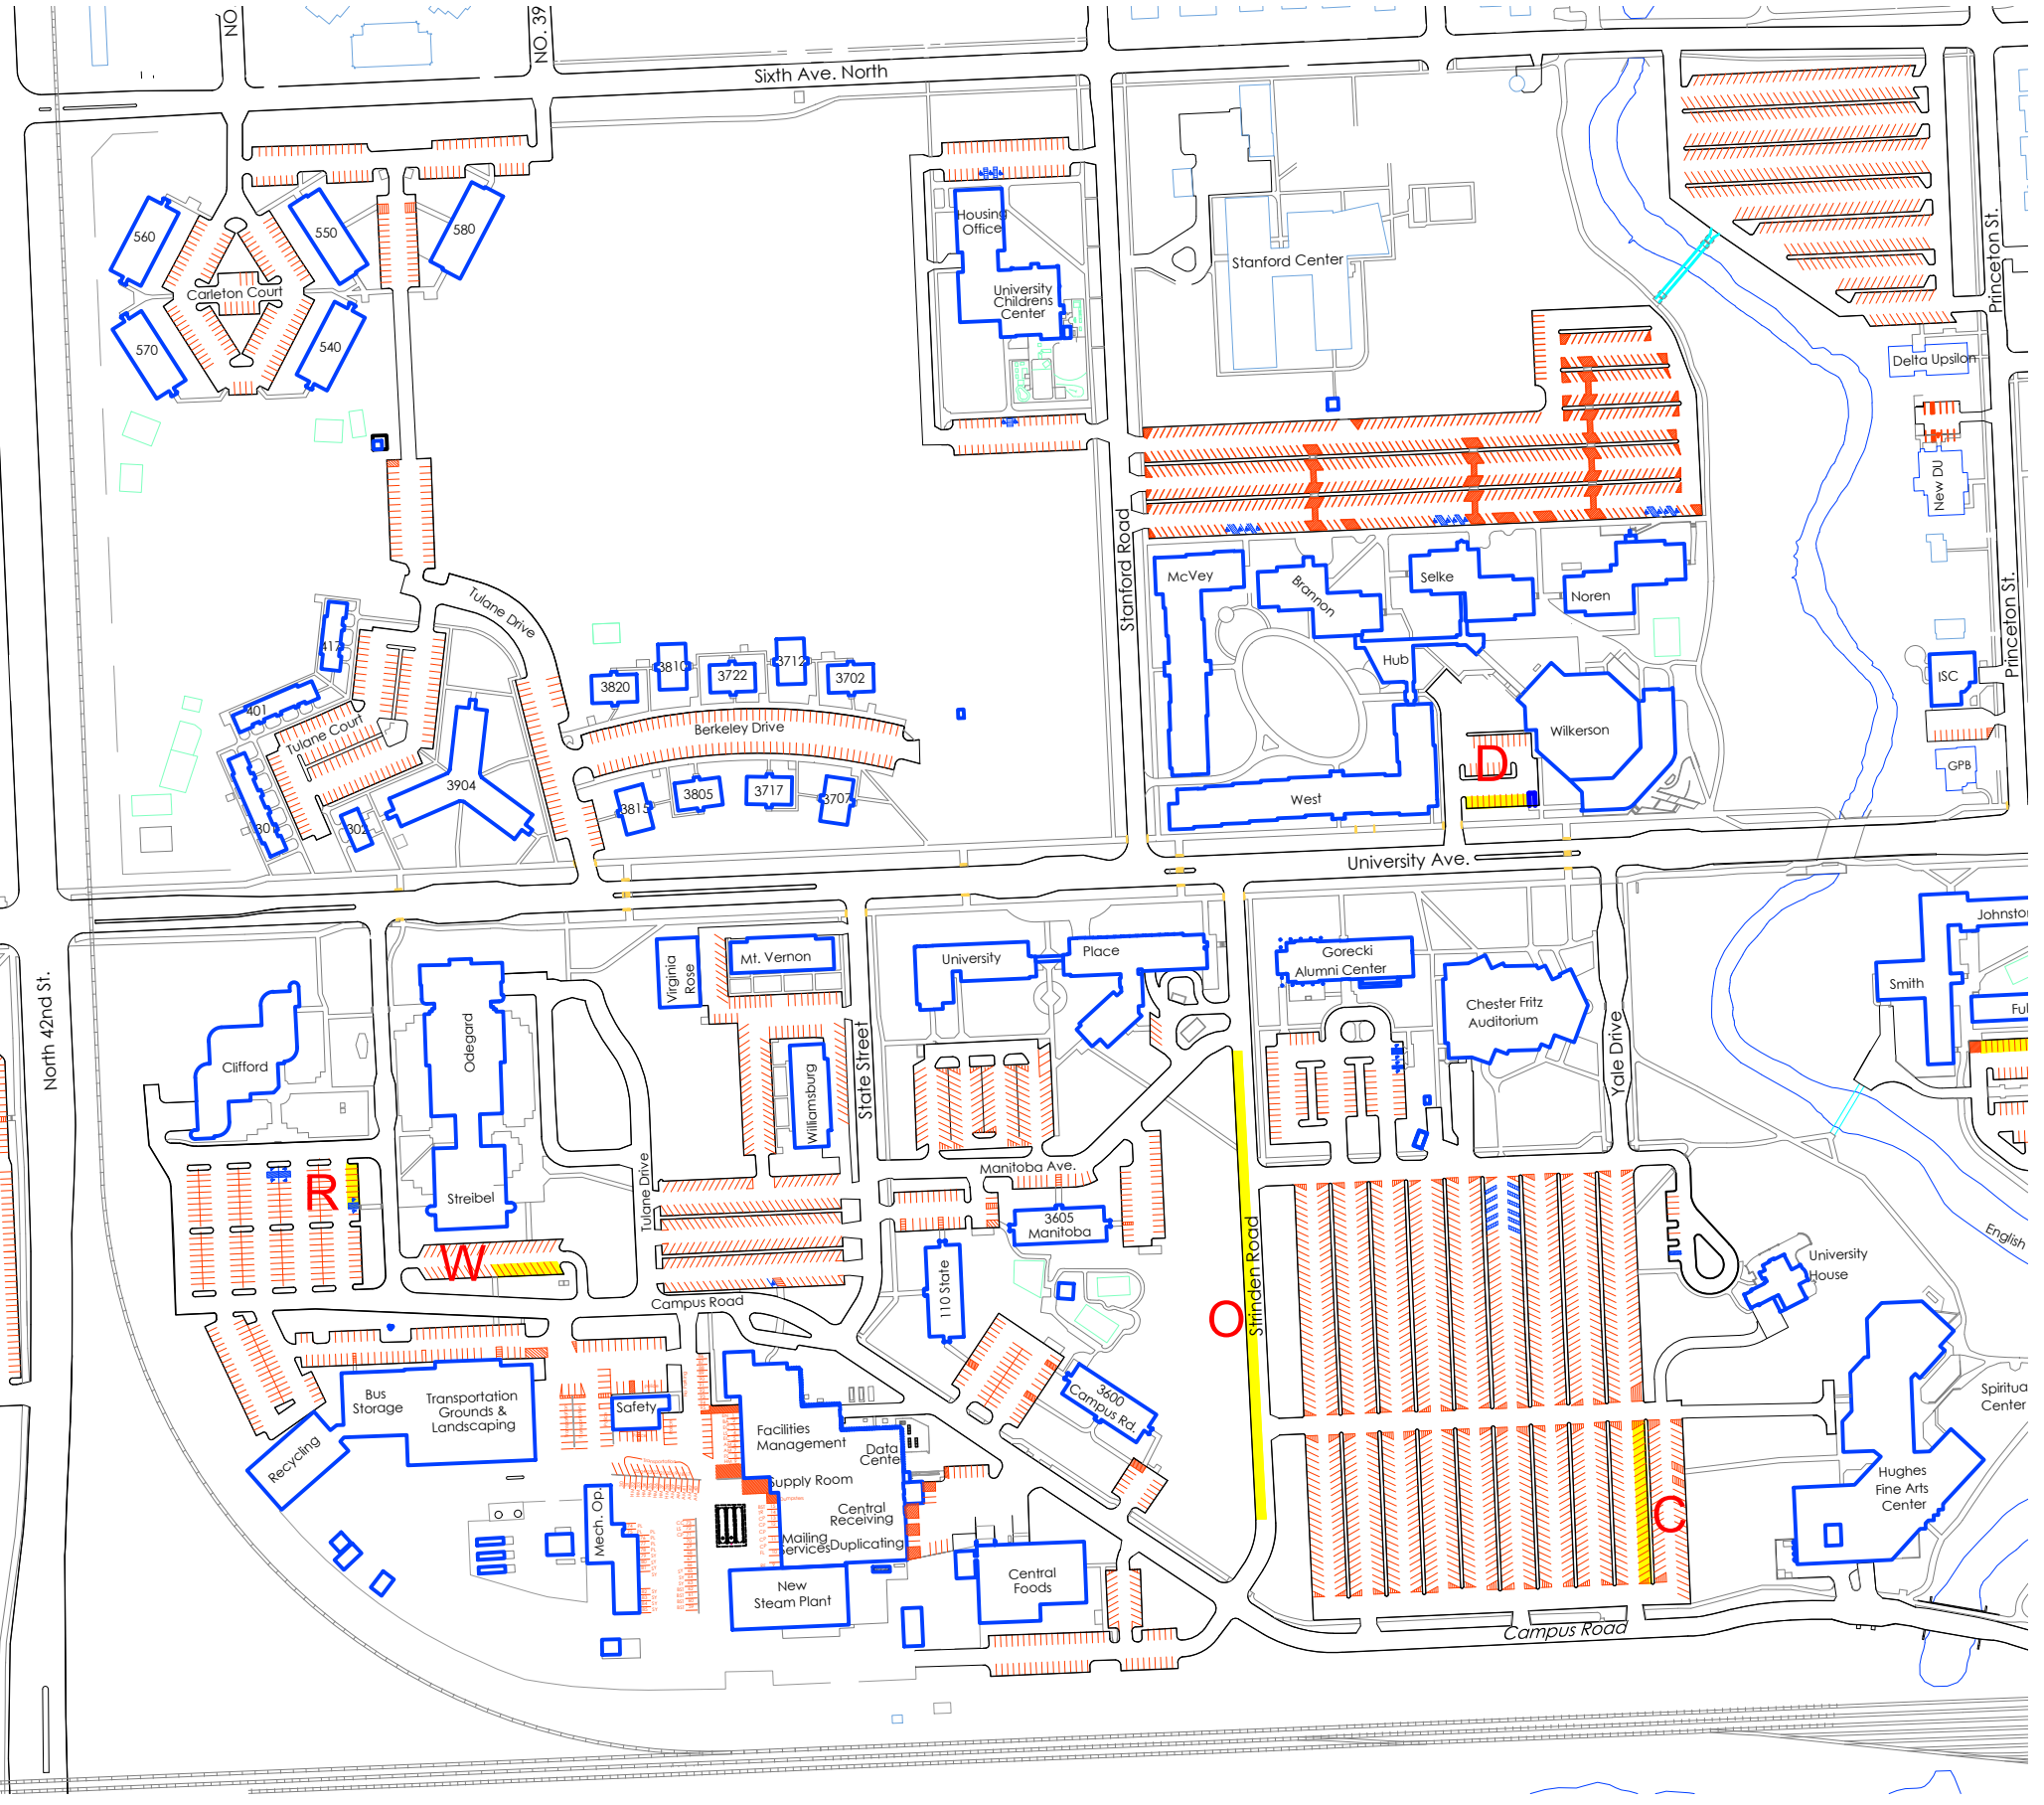 NO.
NO. 39
Sixth Ave. North
560
550
580
Housing
Office
Princeton St.
Stanford Center
Carleton Court
University
Childrens
Center
570
540
Delta Upsilon
New DU
Stanford Road
McVey
Brannon
Selke
Noren
Tulane Drive
Princeton St.
417
3810
3712
3820
3722
3702
Hub
ISC
401
Tulane Court
Berkeley Drive
Wilkerson
D
GPB
3904
3805
3717
3707
3815
West
302
University Ave.
Johnsto
Virginia
Rose
Mt. Vernon
University
Place
Gorecki
Alumni Center
Smith
Chester Fritz
Auditorium
Ful
North 42nd St.
Clifford
Odegard
State Street
Williamsburg
Yale Drive
Manitoba Ave.
R
Streibel
Tulane Drive
3605
Manitoba
English
W
Strinden Road
University
House
110 State
Campus Road
O
Bus
Storage
Transportation
Grounds &
Landscaping
Safety
3600
Campus Rd.
Spiritua
Center
Facilities
Management
Data
Cente
Recycling
Supply Room
Hughes
Fine Arts
Center
Central
Receiving
C
Mech. Op.
Mailing
Services
Duplicating
New
Steam Plant
Central
Foods
Campus Road